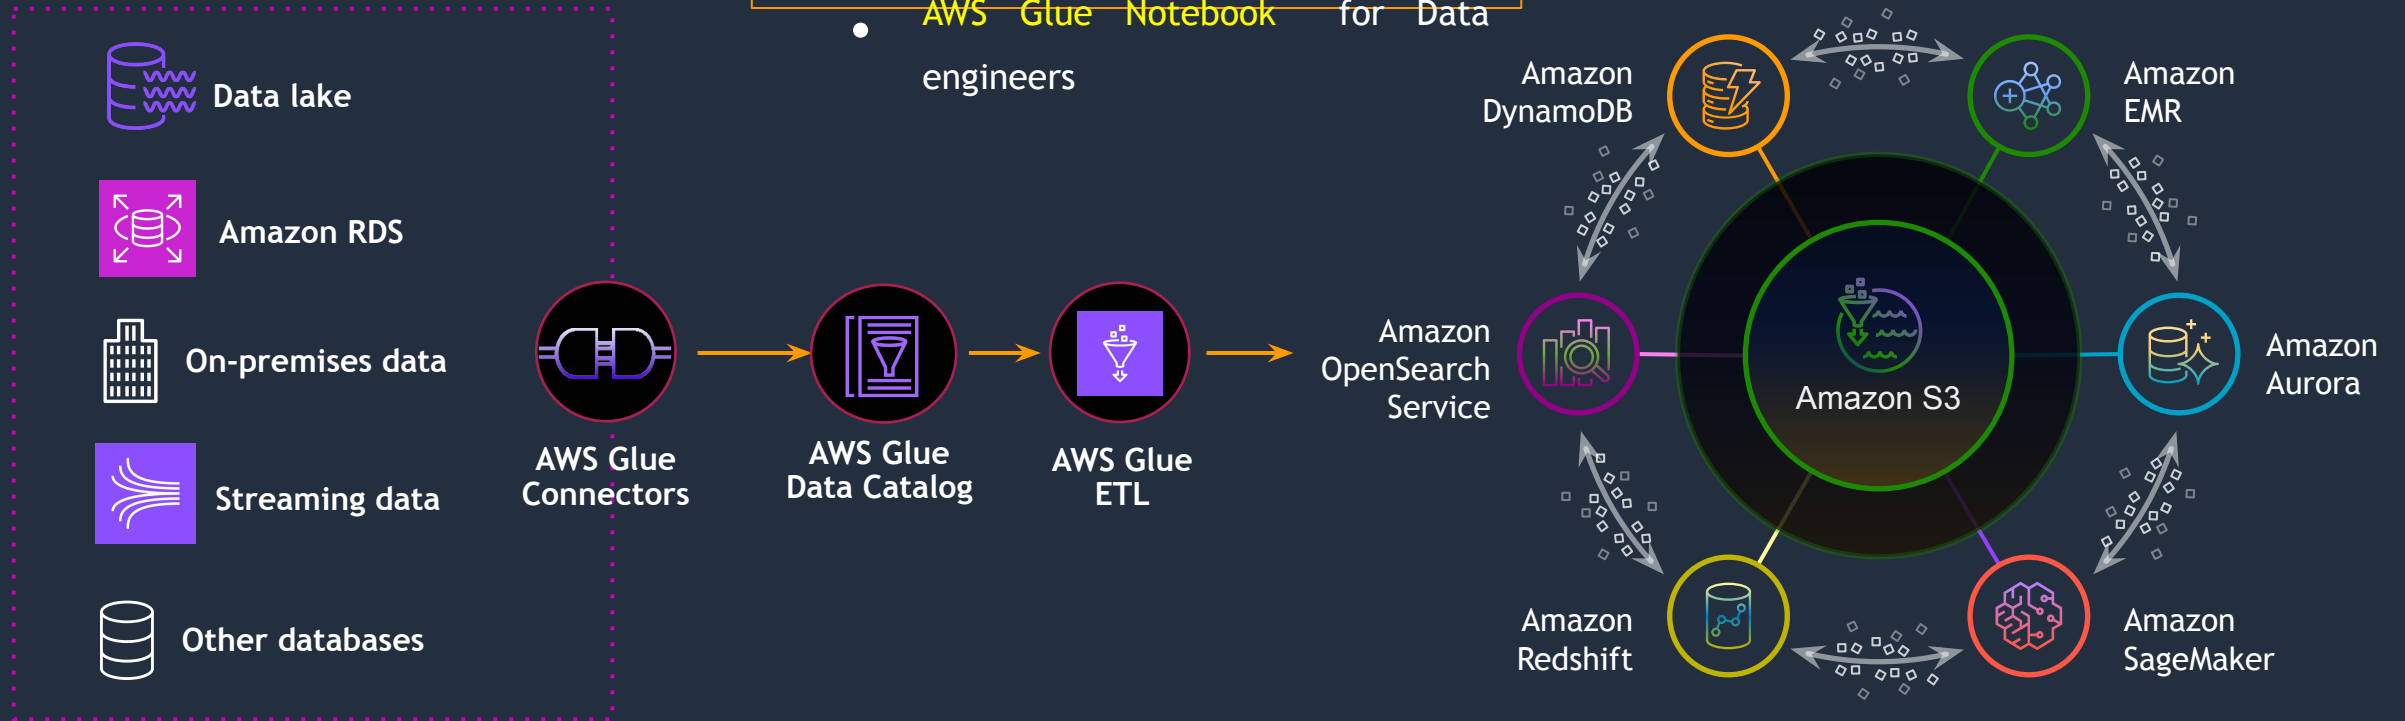 AWS Glue Notebook for Data
engineers
Data lake
Amazon RDS
On-premises data
Streaming data
Other databases
AWS Glue
Connectors
AWS Glue
Data Catalog
AWS Glue
ETL
Amazon
DynamoDB
Amazon
EMR
Amazon
OpenSearch
Service
Amazon S3
Amazon
Aurora
Amazon
Redshift
Amazon
SageMaker